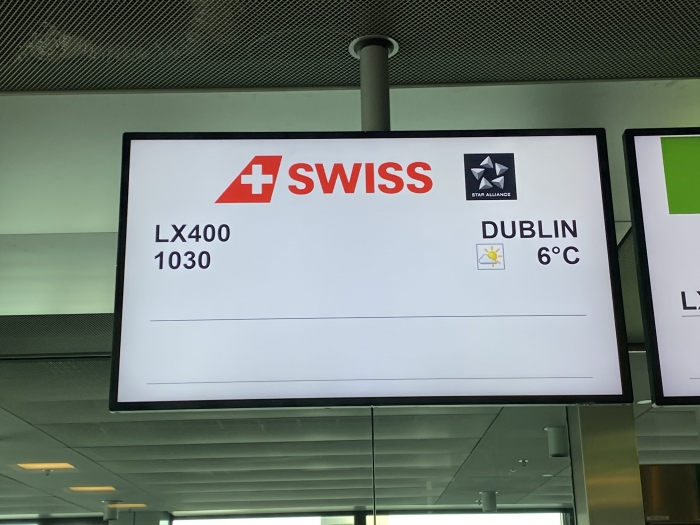 SWISS
STAR ALLIANCE
LX400 DUBLIN
1030 6°C